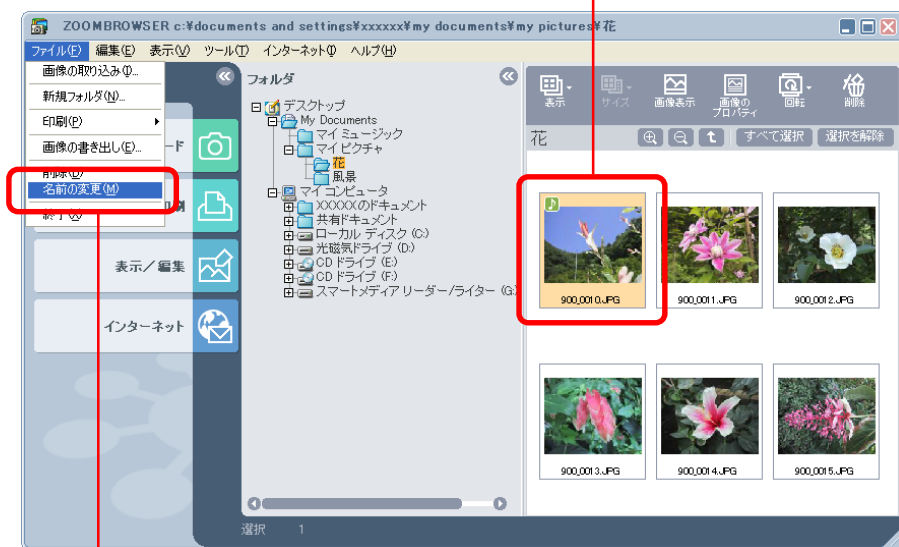 ZOOMBROWSER c:¥documents and settings¥xxxxxx¥my documents¥my pictures¥花
ファイル(F) 編集(E) 表示(V) ツール(T) インターネット(I) ヘルプ(H)
画像の取り込み(I)...
新規フォルダ(N)...
印刷(P)
画像の書き出し(E)...
削除(D)
名前の変更(M)
終了(X)
ード
印刷
表示/編集
インターネット
フォルダ
デスクトップ
My Documents
マイ ミュージック
マイ ピクチャ
花
風景
マイ コンピュータ
XXXXXのドキュメント
共有ドキュメント
ローカル ディスク (C:)
光磁気ドライブ (D:)
CD ドライブ (E:)
CD ドライブ (F:)
スマートメディア リーダー/ライター (G:
表示 サイズ 画像表示 画像のプロパティ 回転 削除
花 すべて選択 選択を解除
900_0010.JPG 900_0011.JPG 900_0012.JPG
900_0013.JPG 900_0014.JPG 900_0015.JPG
選択 1